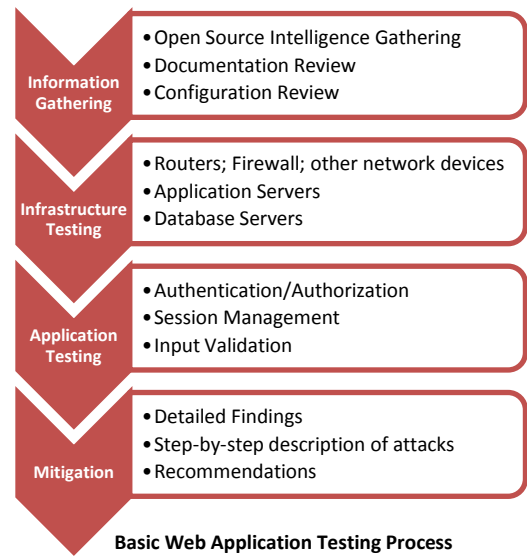 Information
Gathering
• Open Source Intelligence Gathering
• Documentation Review
• Configuration Review
Infrastructure
Testing
• Routers; Firewall; other network devices
• Application Servers
• Database Servers
Application
Testing
• Authentication/Authorization
• Session Management
• Input Validation
Mitigation
• Detailed Findings
• Step-by-step description of attacks
• Recommendations
Basic Web Application Testing Process